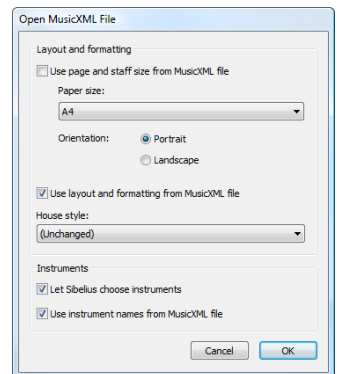 Open MusicXML File
Layout and formatting
Use page and staff size from MusicXML file
Paper size:
A4
Orientation:
Portrait
Landscape
Use layout and formatting from MusicXML file
House style:
(Unchanged)
Instruments
Let Sibelius choose instruments
Use instrument names from MusicXML file
Cancel
OK